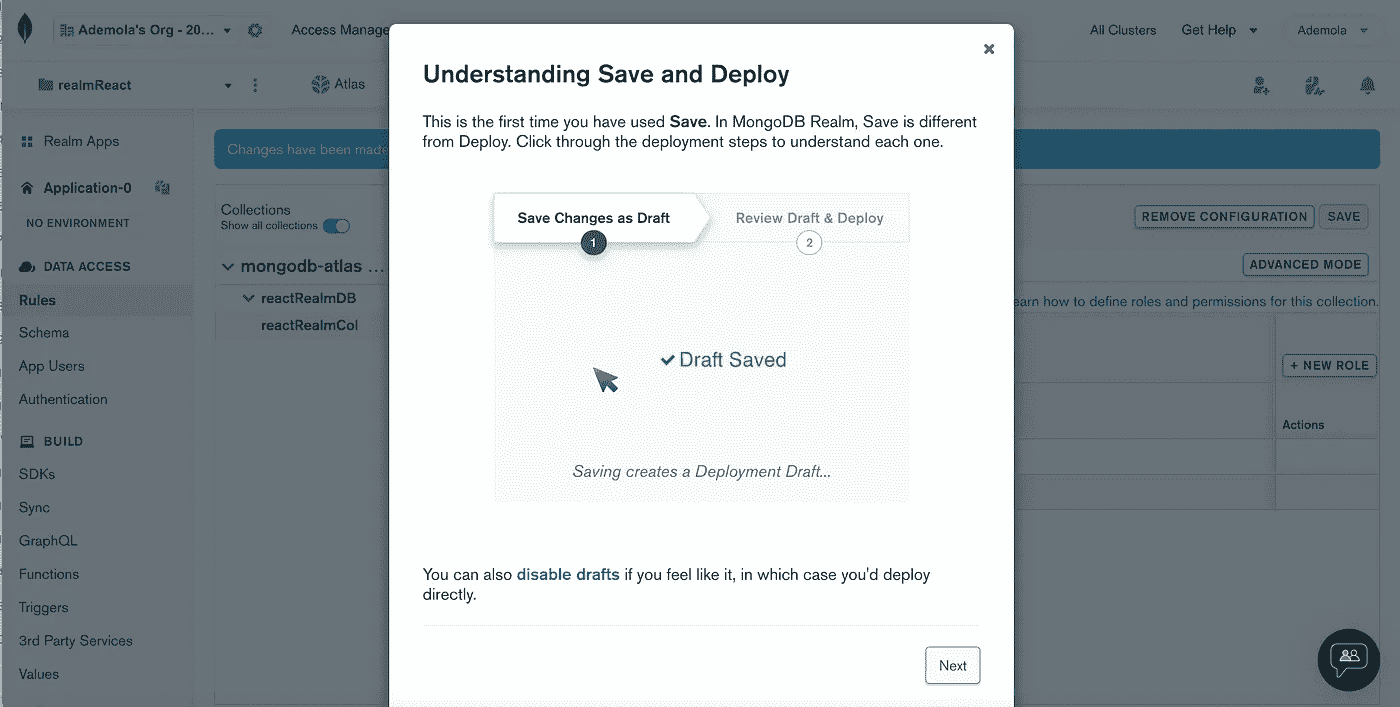 Ademola's Org - 20...
Access Manage
All Clusters
Get Help
Ademola
realmReact
Atlas
Realm Apps
Application-0
NO ENVIRONMENT
DATA ACCESS
Rules
Schema
App Users
Authentication
BUILD
SDKs
Sync
GraphQL
Functions
Triggers
3rd Party Services
Values
Changes have been made
Collections
Show all collections
mongodb-atlas ...
reactRealmDB
reactRealmCol
REMOVE CONFIGURATION
SAVE
ADVANCED MODE
earn how to define roles and permissions for this collection.
+ NEW ROLE
Actions
Understanding Save and Deploy
This is the first time you have used Save. In MongoDB Realm, Save is different
from Deploy. Click through the deployment steps to understand each one.
Save Changes as Draft
1
Review Draft & Deploy
2
Draft Saved
Saving creates a Deployment Draft...
You can also disable drafts if you feel like it, in which case you'd deploy
directly.
Next